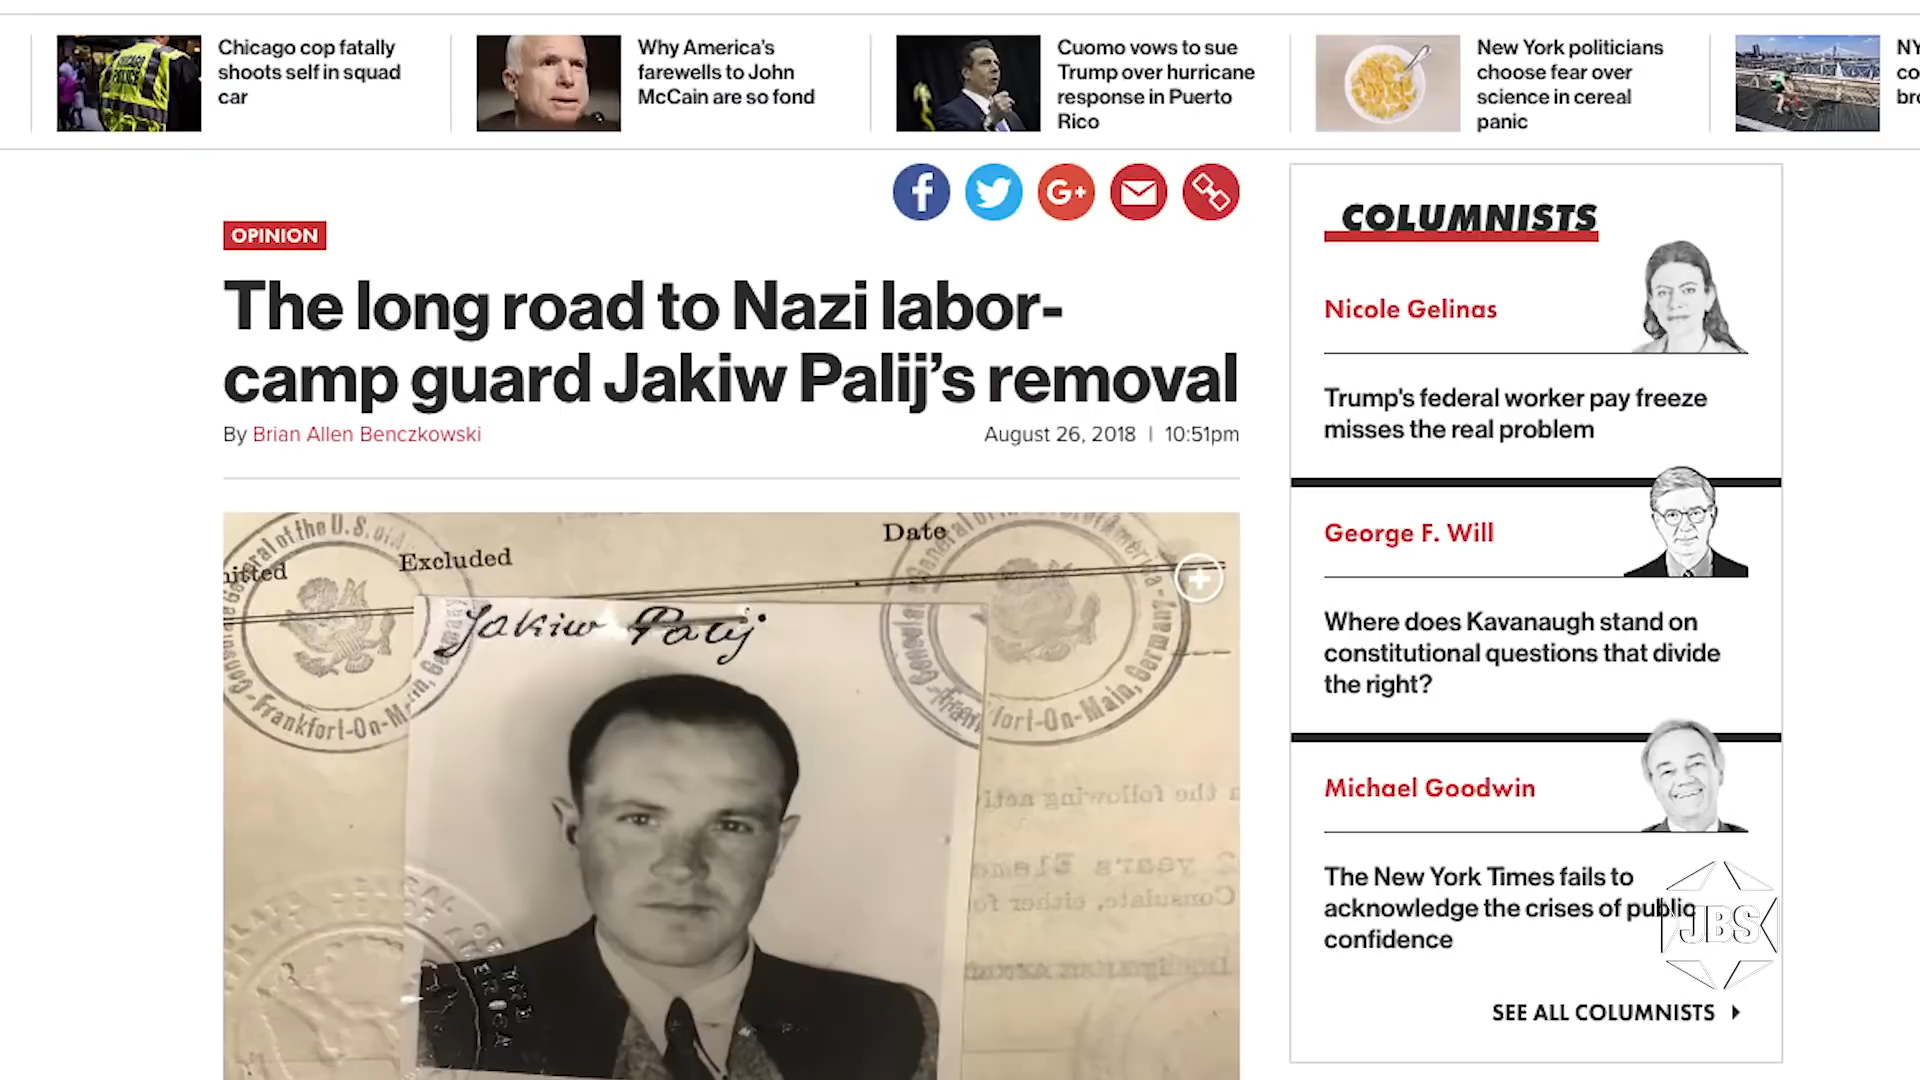 Chicago cop fatally
shoots self in squad
car
Why America's
farewells to John
McCain are so fond
Cuomo vows to sue
Trump over hurricane
response in Puerto
Rico
New York politicians
choose fear over
science in cereal
panic
NY
co
bro
OPINION
The long road to Nazi labor-
camp guard Jakiw Palij’s removal
By Brian Allen Benczkowski
August 26, 2018 | 10:51pm
Excluded
Date
Jakiw Palij
Frankfort-On-M
COLUMNISTS
Nicole Gelinas
Trump's federal worker pay freeze
misses the real problem
George F. Will
Where does Kavanaugh stand on
constitutional questions that divide
the right?
Michael Goodwin
The New York Times fails to
acknowledge the crises of public
confidence
JBS
SEE ALL COLUMNISTS